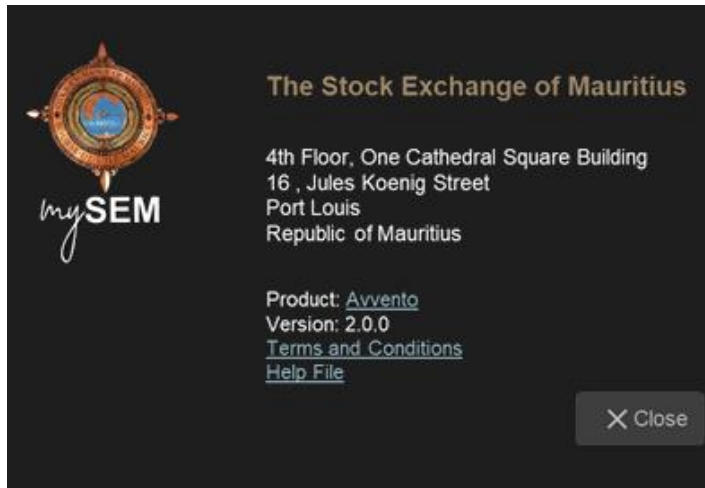 The Stock Exchange of Mauritius
4th Floor, One Cathedral Square Building
16 , Jules Koenig Street
Port Louis
Republic of Mauritius
mySEM
Product: Avvento
Version: 2.0.0
Terms and Conditions
Help File
Close